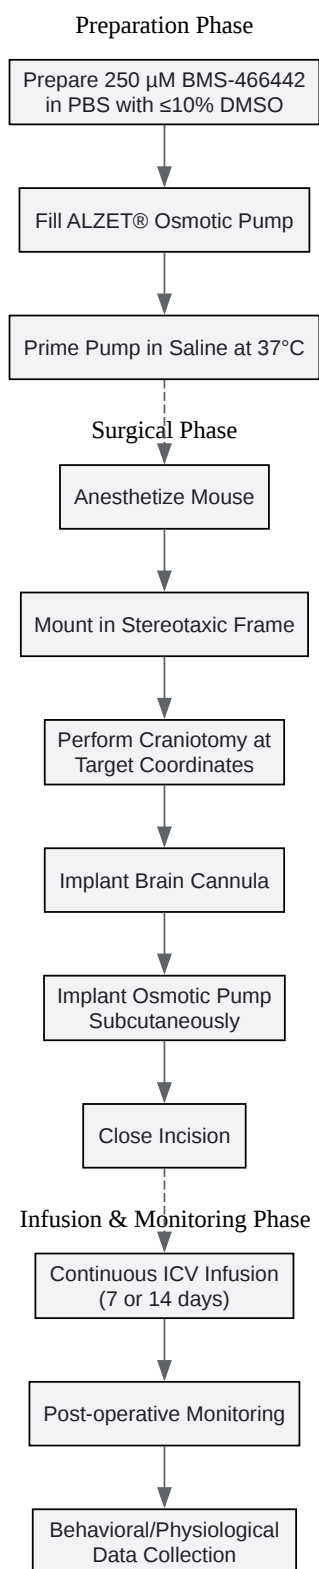 Preparation Phase
Prepare 250 µM BMS-466442
in PBS with ≤10% DMSO
Fill ALZET® Osmotic Pump
Prime Pump in Saline at 37°C
Surgical Phase
Anesthetize Mouse
Mount in Stereotaxic Frame
Perform Craniotomy at
Target Coordinates
Implant Brain Cannula
Implant Osmotic Pump
Subcutaneously
Close Incision
Infusion & Monitoring Phase
Continuous ICV Infusion
(7 or 14 days)
Post-operative Monitoring
Behavioral/Physiological
Data Collection